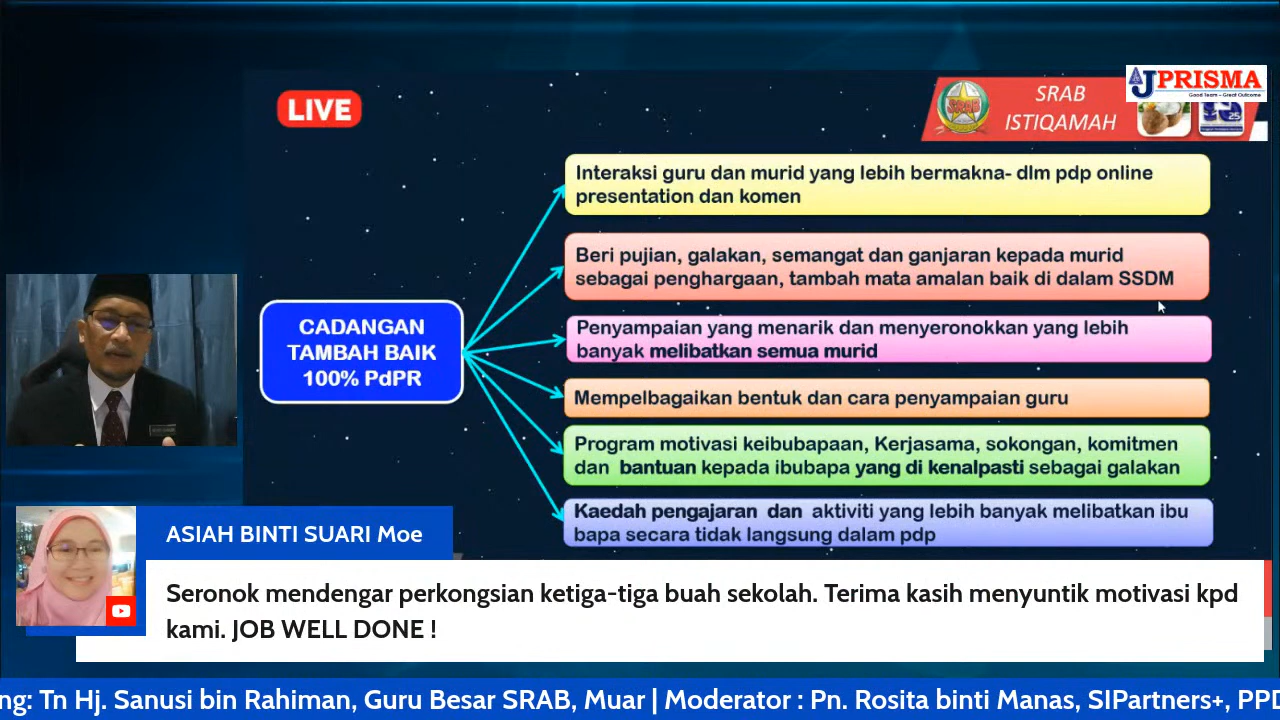 LIVE
SRAB
ISTIQAMAH
JPRISMA
Good Team - Great Outcome
SRAB
25
CADANGAN
TAMBAH BAIK
100% PdPR
Interaksi guru dan murid yang lebih bermakna- dlm pdp online
presentation dan komen
Beri pujian, galakan, semangat dan ganjaran kepada murid
sebagai penghargaan, tambah mata amalan baik di dalam SSDM
Penyampaian yang menarik dan menyeronokkan yang lebih
banyak melibatkan semua murid
Mempelbagaikan bentuk dan cara penyampaian guru
Program motivasi keibubapaan, Kerjasama, sokongan, komitmen
dan bantuan kepada ibubapa yang di kenalpasti sebagai galakan
Kaedah pengajaran dan aktiviti yang lebih banyak melibatkan ibu
bapa secara tidak langsung dalam pdp
ASIAH BINTI SUARI Moe
Seronok mendengar perkongsian ketiga-tiga buah sekolah. Terima kasih menyuntik motivasi kpd
kami. JOB WELL DONE !
ng: Tn Hj. Sanusi bin Rahiman, Guru Besar SRAB, Muar | Moderator : Pn. Rosita binti Manas, SIPartners+, PPD